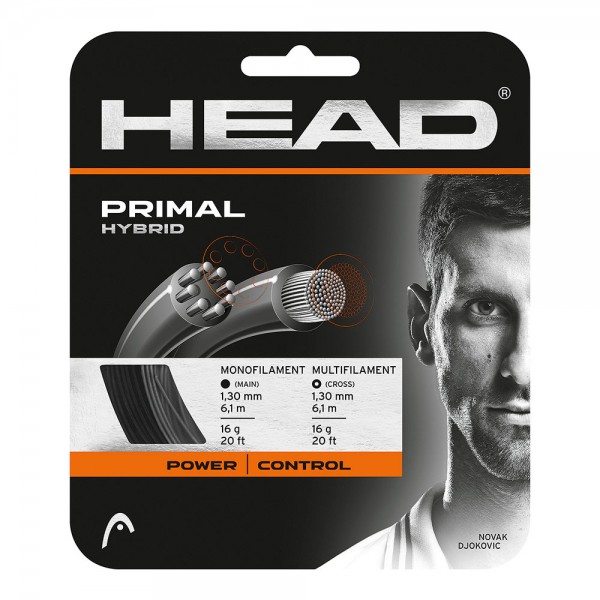 HEAD®
PRIMAL
HYBRID
MONOFILAMENT
(MAIN)
1,30 mm
6,1 m
16 g
20 ft
MULTIFILAMENT
(CROSS)
1,30 mm
6,1 m
16 g
20 ft
POWER | CONTROL
NOVAK
DJOKOVIC